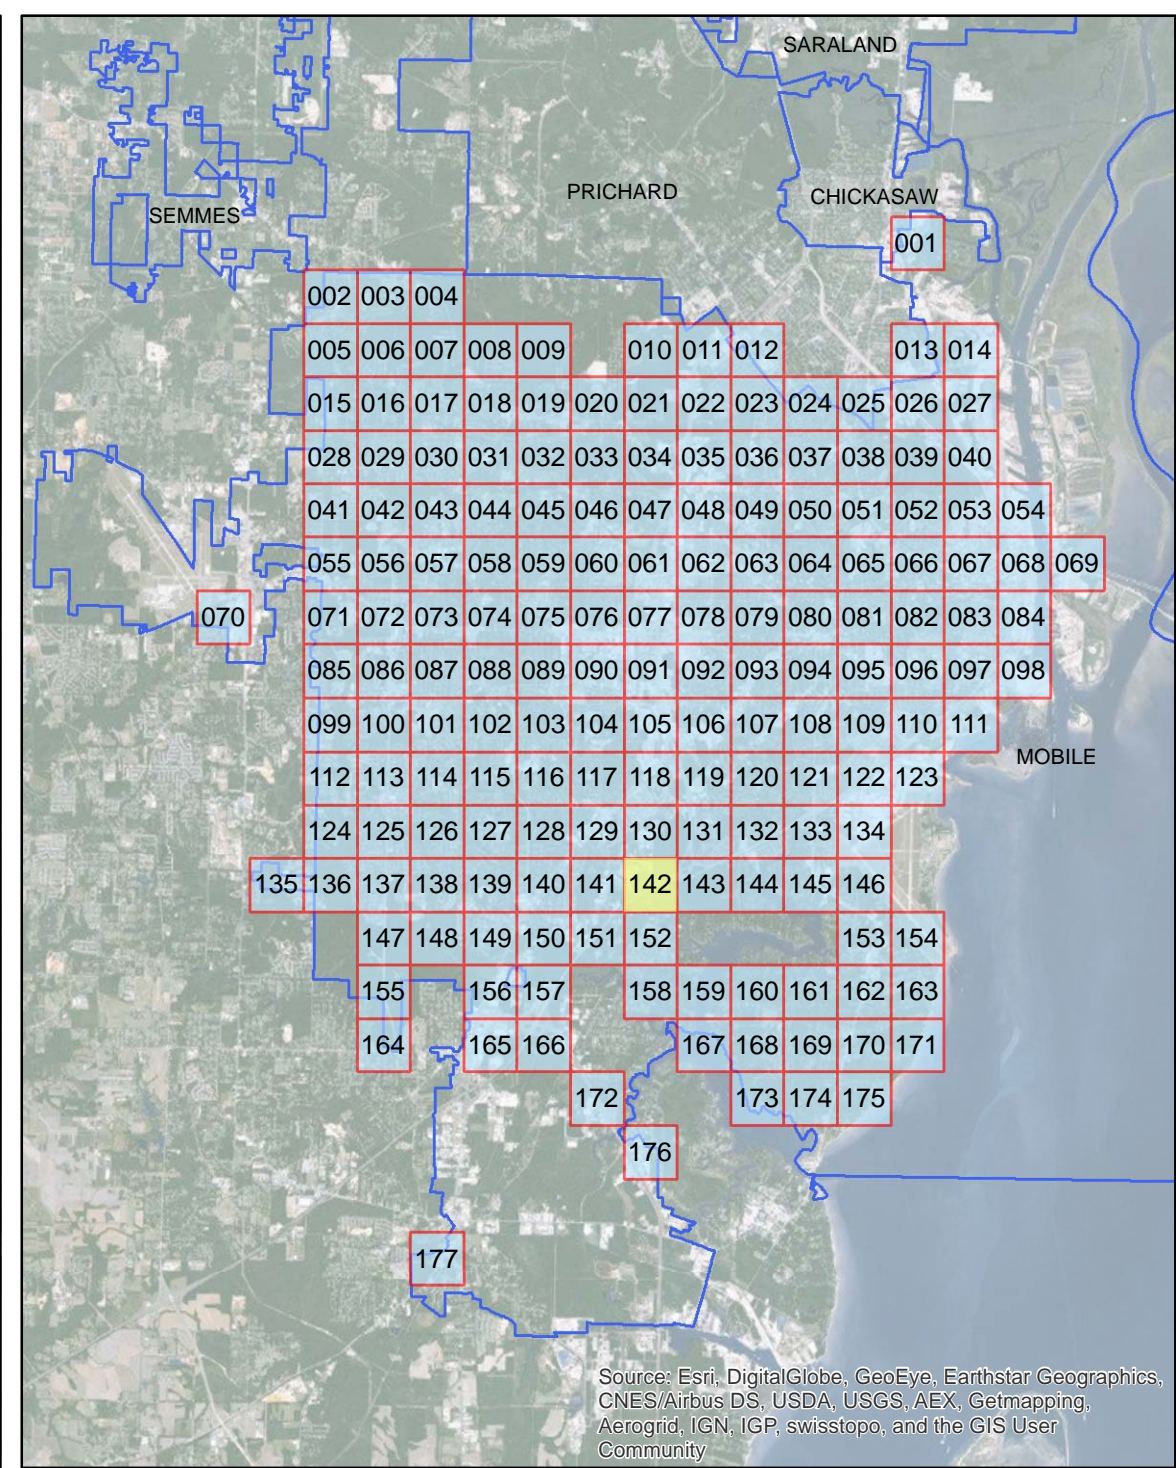 SARALAND
PRICHARD
CHICKASAW
SEMMES
001
002 003 004
005 006 007 008 009 010 011 012 013 014
015 016 017 018 019 020 021 022 023 024 025 026 027
028 029 030 031 032 033 034 035 036 037 038 039 040
041 042 043 044 045 046 047 048 049 050 051 052 053 054
055 056 057 058 059 060 061 062 063 064 065 066 067 068 069
070 071 072 073 074 075 076 077 078 079 080 081 082 083 084
085 086 087 088 089 090 091 092 093 094 095 096 097 098
099 100 101 102 103 104 105 106 107 108 109 110 111
MOBILE
112 113 114 115 116 117 118 119 120 121 122 123
124 125 126 127 128 129 130 131 132 133 134
135 136 137 138 139 140 141 142 143 144 145 146
147 148 149 150 151 152 153 154
155 156 157 158 159 160 161 162 163
164 165 166 167 168 169 170 171
172 173 174 175
176
177
Source: Esri, DigitalGlobe, GeoEye, Earthstar Geographics,
CNES/Airbus DS, USDA, USGS, AEX, Getmapping,
Aerogrid, IGN, IGP, swisstopo, and the GIS User
Community